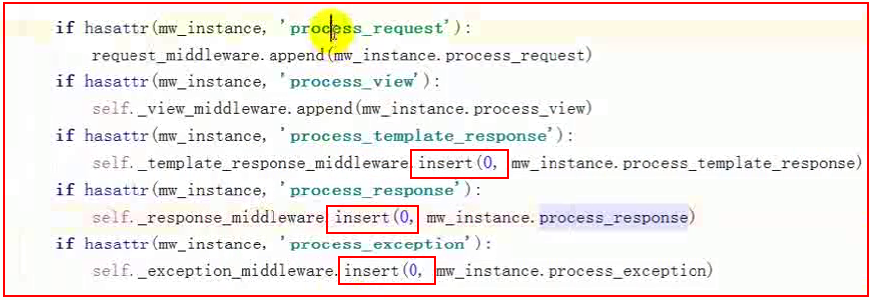 if hasattr(mw_instance, 'process_request'):
request_middleware.append(mw_instance.process_request)
if hasattr(mw_instance, 'process_view'):
self._view_middleware.append(mw_instance.process_view)
if hasattr(mw_instance, 'process_template_response'):
self._template_response_middleware.insert(0, mw_instance.process_template_response)
if hasattr(mw_instance, 'process_response'):
self._response_middleware.insert(0, mw_instance.process_response)
if hasattr(mw_instance, 'process_exception'):
self._exception_middleware.insert(0, mw_instance.process_exception)